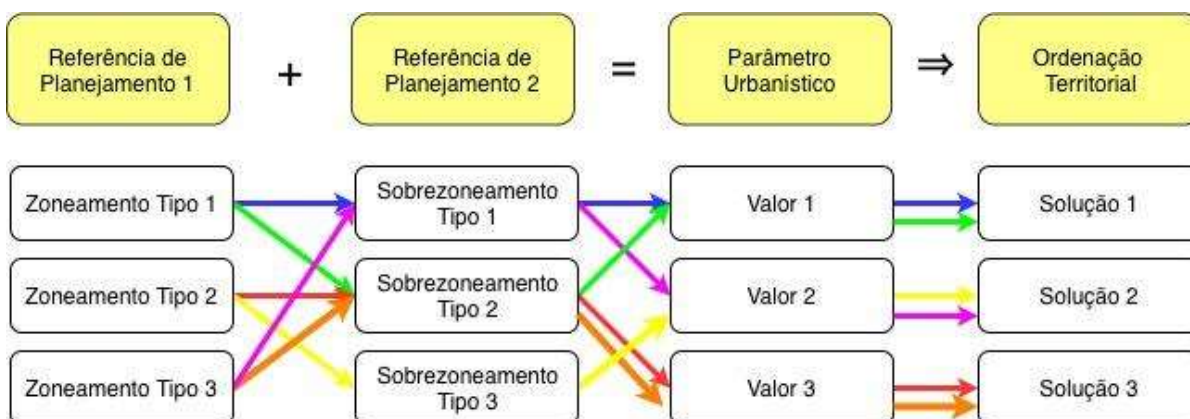 Referência de
Planejamento 1
+
Referência de
Planejamento 2
=
Parâmetro
Urbanístico
⇒
Ordenação
Territorial
Zoneamento Tipo 1
Sobrezoneamento
Tipo 1
Valor 1
Solução 1
Zoneamento Tipo 2
Sobrezoneamento
Tipo 2
Valor 2
Solução 2
Zoneamento Tipo 3
Sobrezoneamento
Tipo 3
Valor 3
Solução 3